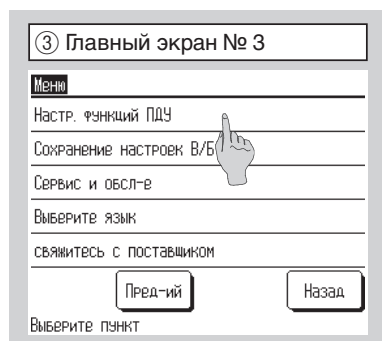 ③ Главный экран № 3
Меню
Настр. функций ПДУ
Сохранение настроек В/Б
Сервис и обсл-е
Выберите язык
свяжитесь с поставщиком
Пред-ий
Назад
Выберите пункт